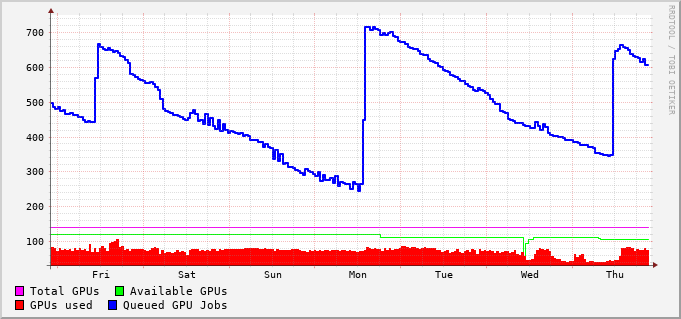 700
600
500
400
300
200
100
Fri Sat Sun Mon Tue Wed Thu
Total GPUs Available GPUs
GPUs used Queued GPU Jobs
RRDTOOL / TOBI OETIKER